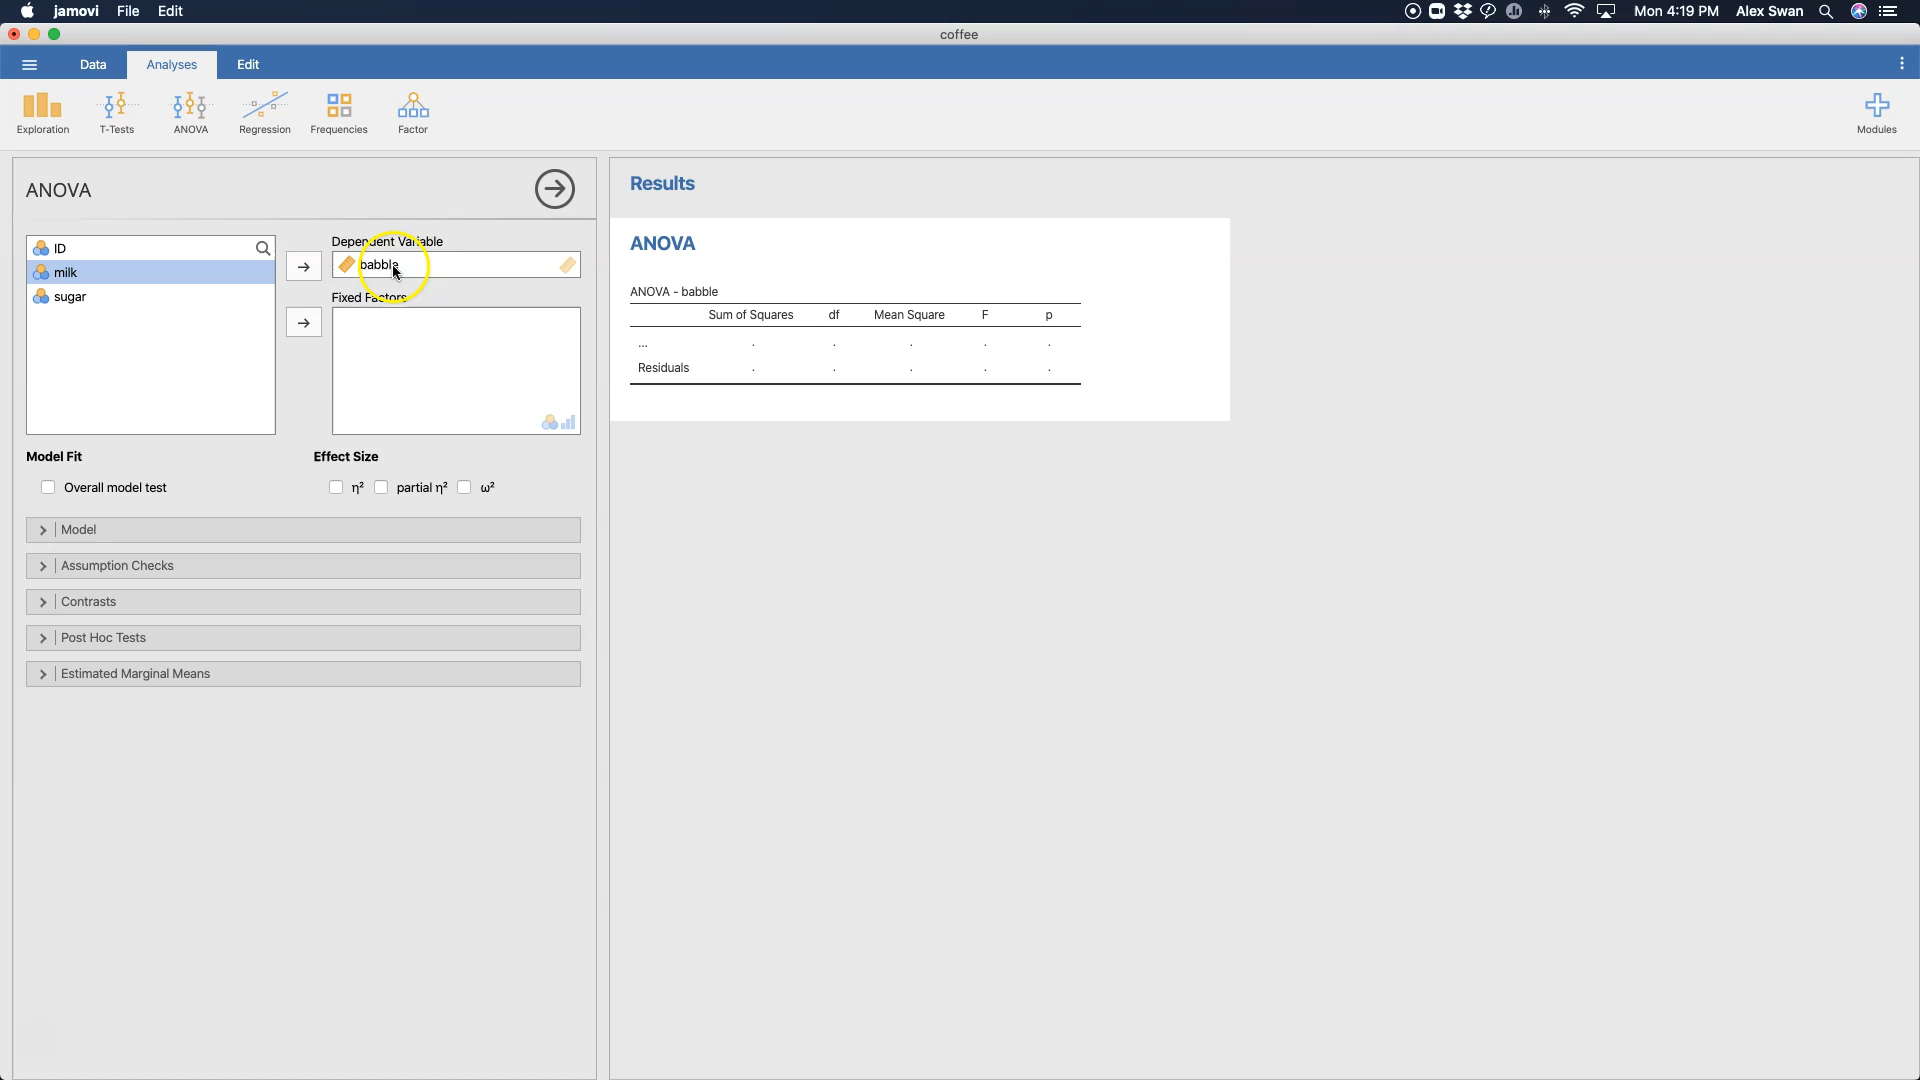 jamovi File Edit Mon 4:19 PM Alex Swan
coffee
Data Analyses Edit
Exploration T-Tests ANOVA Regression Frequencies Factor Modules
ANOVA
ID
milk
sugar
Dependent Variable
babble
Fixed Factors
Model Fit
Overall model test
Effect Size
η² partial η² ω²
Model
Assumption Checks
Contrasts
Post Hoc Tests
Estimated Marginal Means
Results
ANOVA
ANOVA - babble
Sum of Squares df Mean Square F p
... . . . . .
Residuals . . . . .